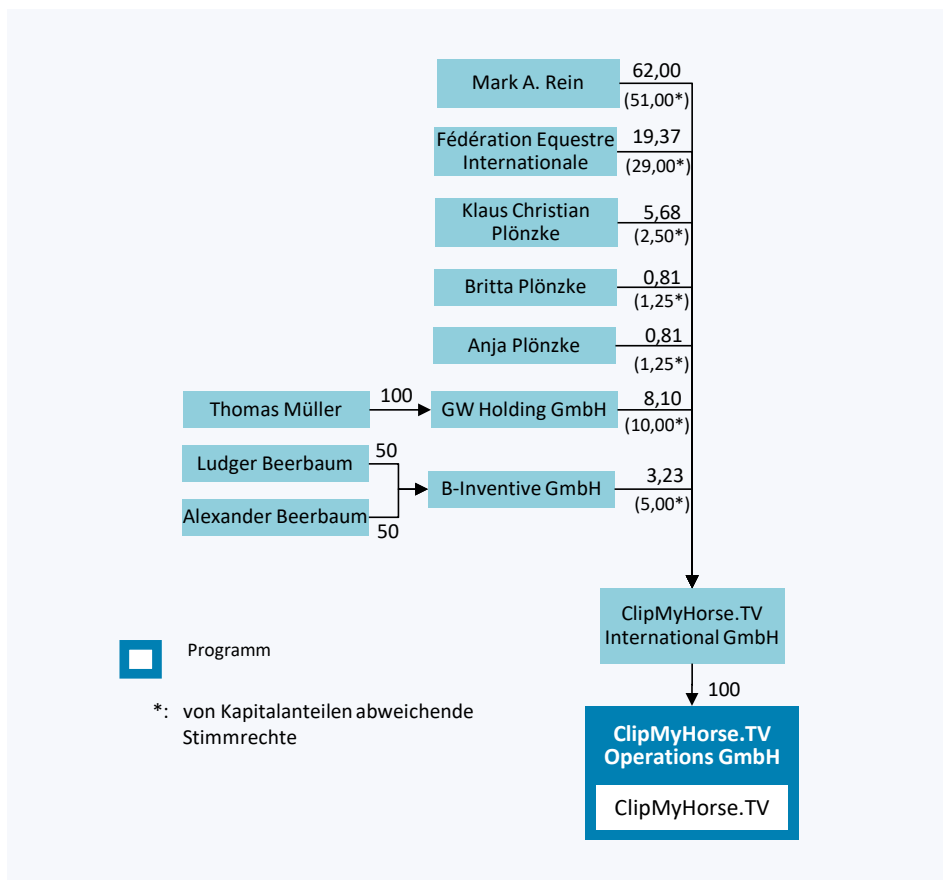 Mark A. Rein
62,00
(51,00*)
Fédération Equestre
Internationale
19,37
(29,00*)
Klaus Christian
Plönzke
5,68
(2,50*)
Britta Plönzke
0,81
(1,25*)
Anja Plönzke
0,81
(1,25*)
Thomas Müller
100
GW Holding GmbH
8,10
(10,00*)
Ludger Beerbaum
50
Alexander Beerbaum
50
B-Inventive GmbH
3,23
(5,00*)
ClipMyHorse.TV
International GmbH
100
ClipMyHorse.TV
Operations GmbH
ClipMyHorse.TV
Programm
*: von Kapitalanteilen abweichende
Stimmrechte